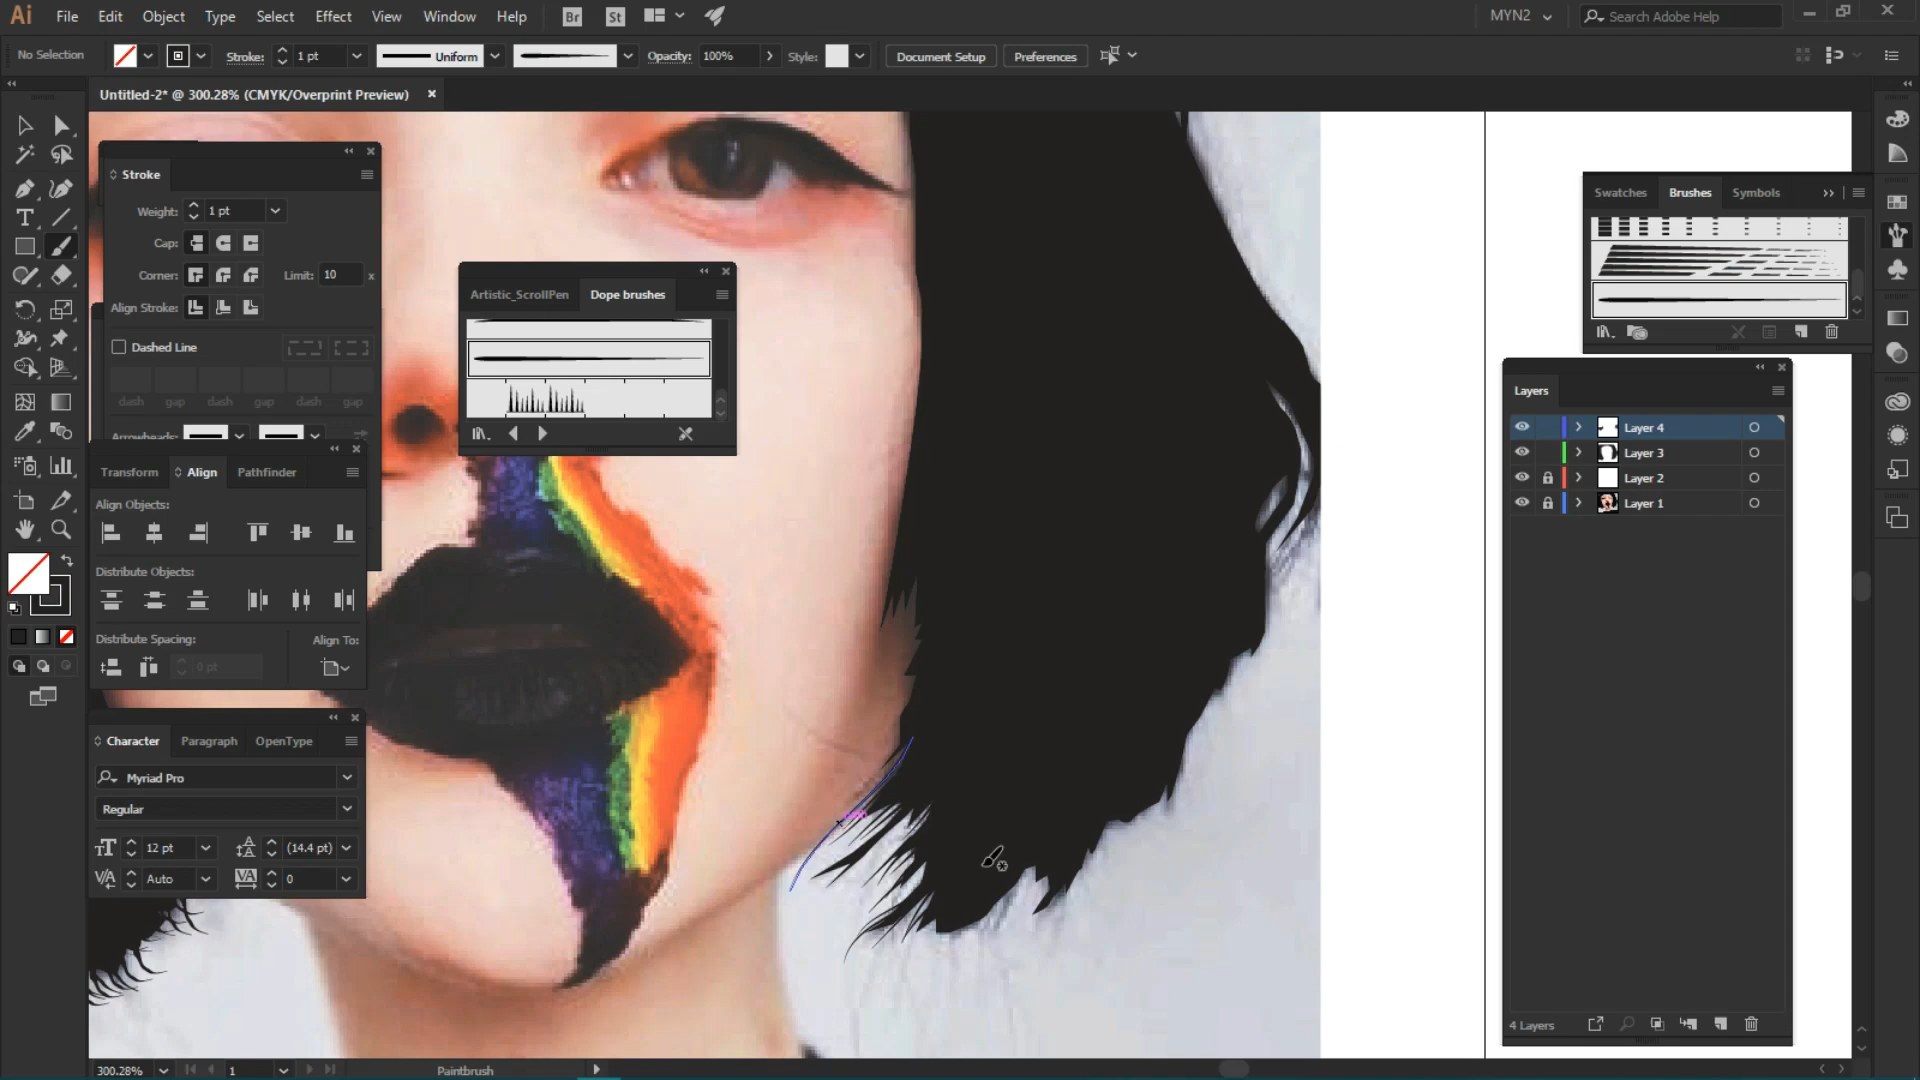 Ai File Edit Object Type Select Effect View Window Help Br St MYN2 Search Adobe Help
No Selection Stroke: 1 pt Uniform Opacity: 100% Style: Document Setup Preferences
Untitled-2* @ 300.28% (CMYK/Overprint Preview)
Stroke
Weight: 1 pt
Cap:
Corner: Limit: 10 x
Align Stroke:
Dashed Line
dash gap dash gap dash gap
Transform Align Pathfinder
Align Objects:
Distribute Objects:
Distribute Spacing: Align To:
0 pt
Character Paragraph OpenType
Myriad Pro
Regular
12 pt (14.4 pt)
Auto 0
Artistic_ScrollPen Dope brushes
Swatches Brushes Symbols
Layers
Layer 4
Layer 3
Layer 2
Layer 1
4 Layers
300.28% 1 Paintbrush